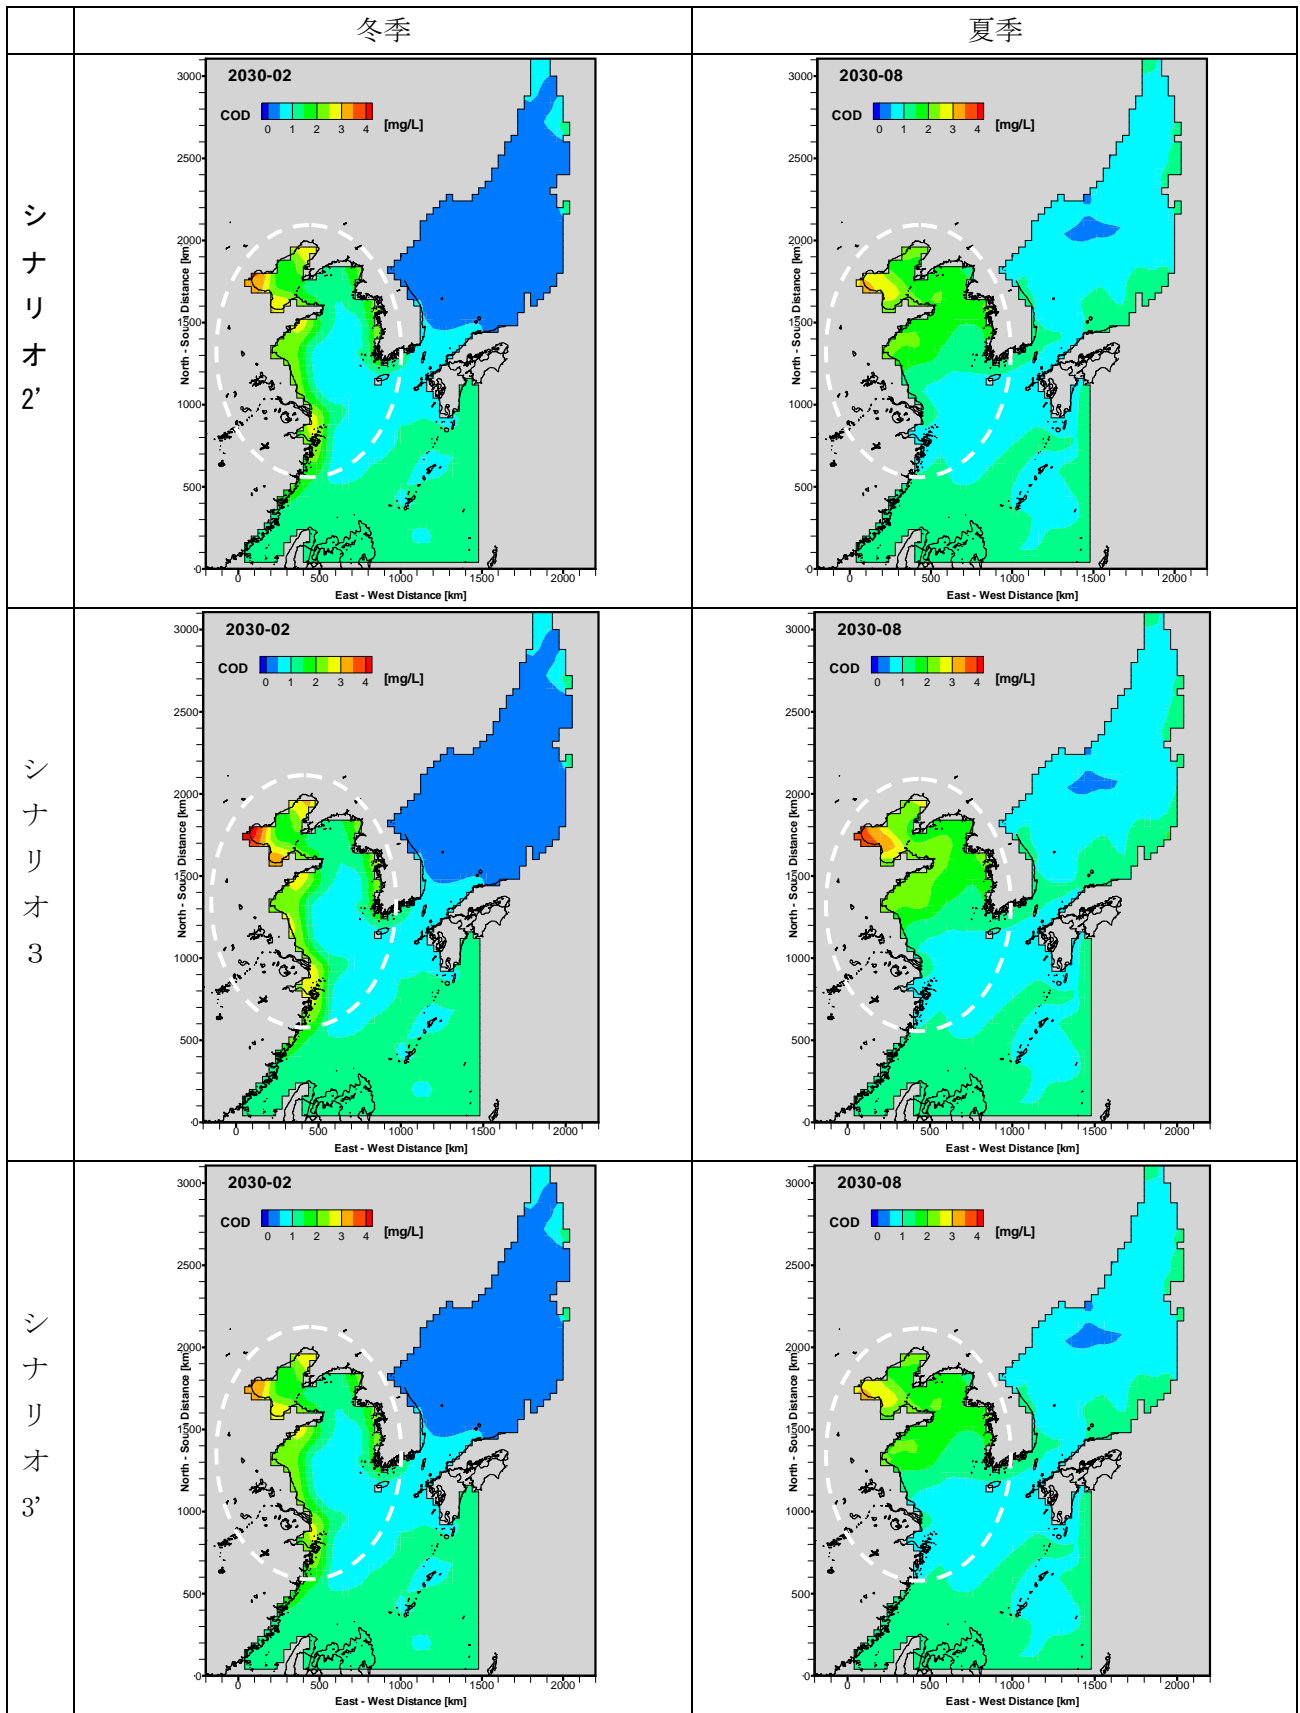 冬季
夏季
シナリオ2’
2030-02
COD
0 1 2 3 4
[mg/L]
3000
2500
2000
1500
1000
500
0
North - South Distance [km]
0 500 1000 1500 2000
East - West Distance [km]
2030-08
COD
0 1 2 3 4
[mg/L]
3000
2500
2000
1500
1000
500
0
North - South Distance [km]
0 500 1000 1500 2000
East - West Distance [km]
シナリオ3
2030-02
COD
0 1 2 3 4
[mg/L]
3000
2500
2000
1500
1000
500
0
North - South Distance [km]
0 500 1000 1500 2000
East - West Distance [km]
2030-08
COD
0 1 2 3 4
[mg/L]
3000
2500
2000
1500
1000
500
0
North - South Distance [km]
0 500 1000 1500 2000
East - West Distance [km]
シナリオ3’
2030-02
COD
0 1 2 3 4
[mg/L]
3000
2500
2000
1500
1000
500
0
North - South Distance [km]
0 500 1000 1500 2000
East - West Distance [km]
2030-08
COD
0 1 2 3 4
[mg/L]
3000
2500
2000
1500
1000
500
0
North - South Distance [km]
0 500 1000 1500 2000
East - West Distance [km]